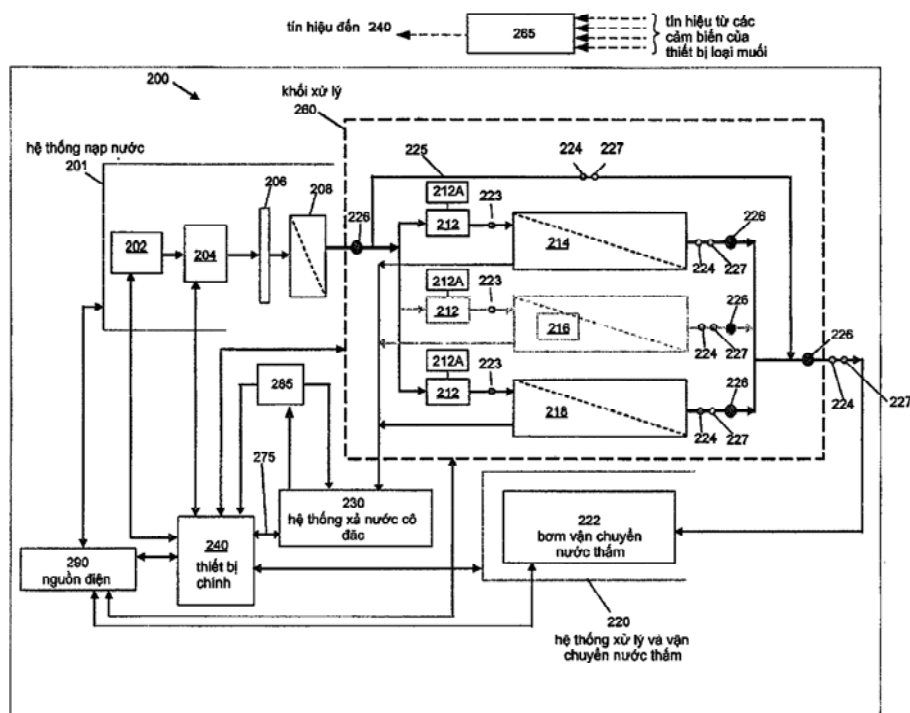 tín hiệu đến 240
265
tín hiệu từ các
cảm biến của
thiết bị loại muối
200
khối xử lý
260
hệ thống nạp nước
201
206
208
226
225
224
227
202
204
212A
212
223
214
224
227
226
212A
212
223
216
224
227
226
212A
212
223
218
224
227
226
226
224
227
285
275
230
hệ thống xả nước cô
đặc
240
thiết bị
chính
290
nguồn điện
222
bơm vận chuyển
nước thấm
220
hệ thống xử lý và vận
chuyển nước thấm